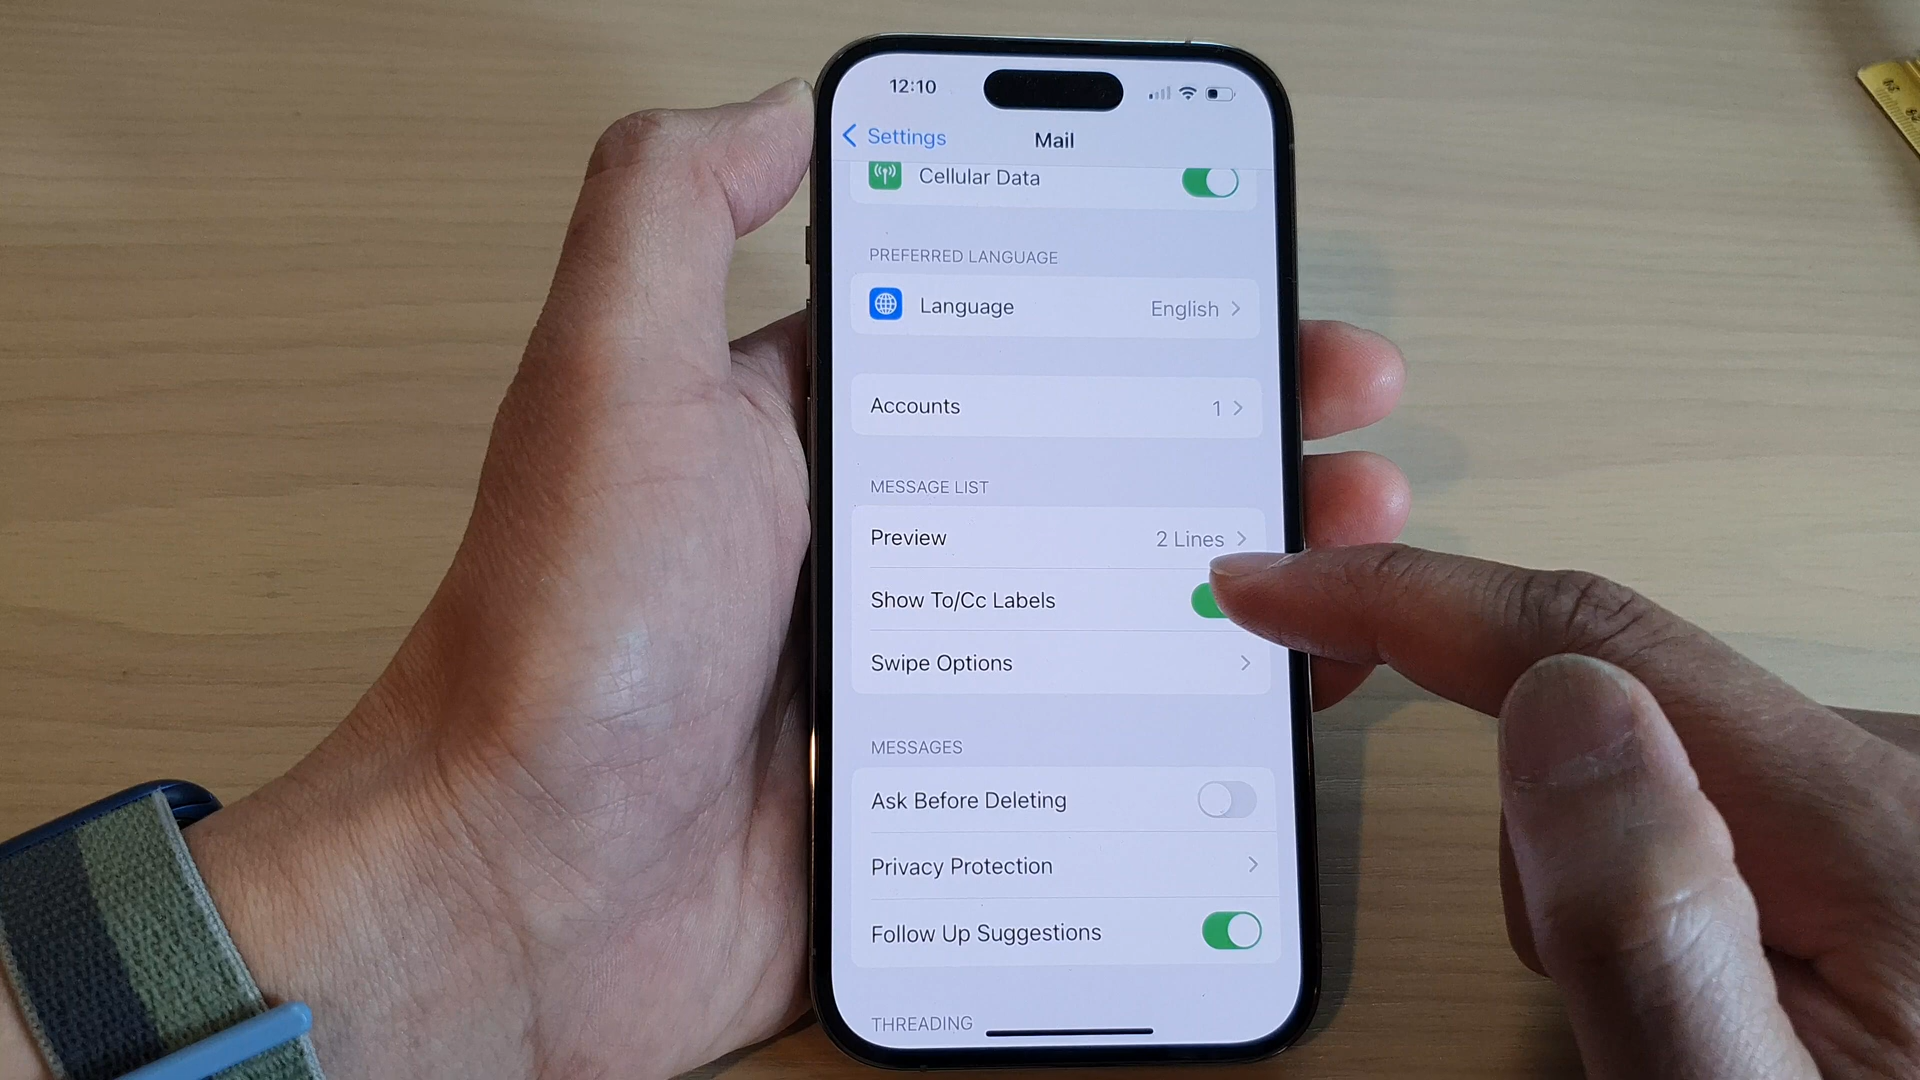 12:10
Settings
Mail
Cellular Data
PREFERRED LANGUAGE
Language English
Accounts 1
MESSAGE LIST
Preview 2 Lines
Show To/Cc Labels
Swipe Options
MESSAGES
Ask Before Deleting
Privacy Protection
Follow Up Suggestions
THREADING